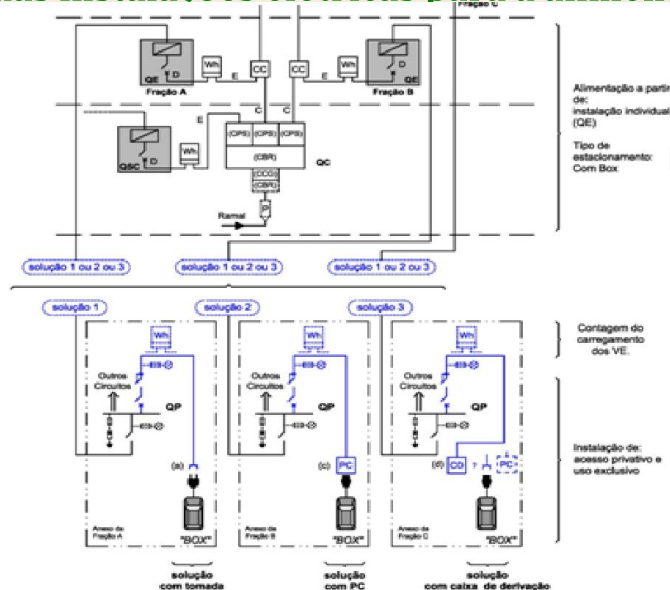 Fração C
Wh
CC
CC
Wh
D
QE
E
E
D
QE
Fração A
Fração B
Alimentação a partir
de:
instalação individual
(QE)
Tipo de
estacionamento:
Com Box
E
C
C
Wh
D
QSC
(CPS) (CPS) (CPS)
(CBR)
QC
(CCG)
(CBR)
P
Ramal
solução 1 ou 2 ou 3
solução 1 ou 2 ou 3
solução 1 ou 2 ou 3
solução 1
solução 2
solução 3
Wh
Wh
Wh
Contagem do
carregamento
dos VE.
Outros
Circuitos
QP
Outros
Circuitos
QP
Outros
Circuitos
QP
Instalação de:
acesso privativo e
uso exclusivo
(a)
(c) PC
(d) CD ? PC
Anexo da
Fração A
"BOX"
Anexo da
Fração B
"BOX"
Anexo da
Fração C
"BOX"
solução
com tomada
solução
com PC
solução
com caixa de derivação